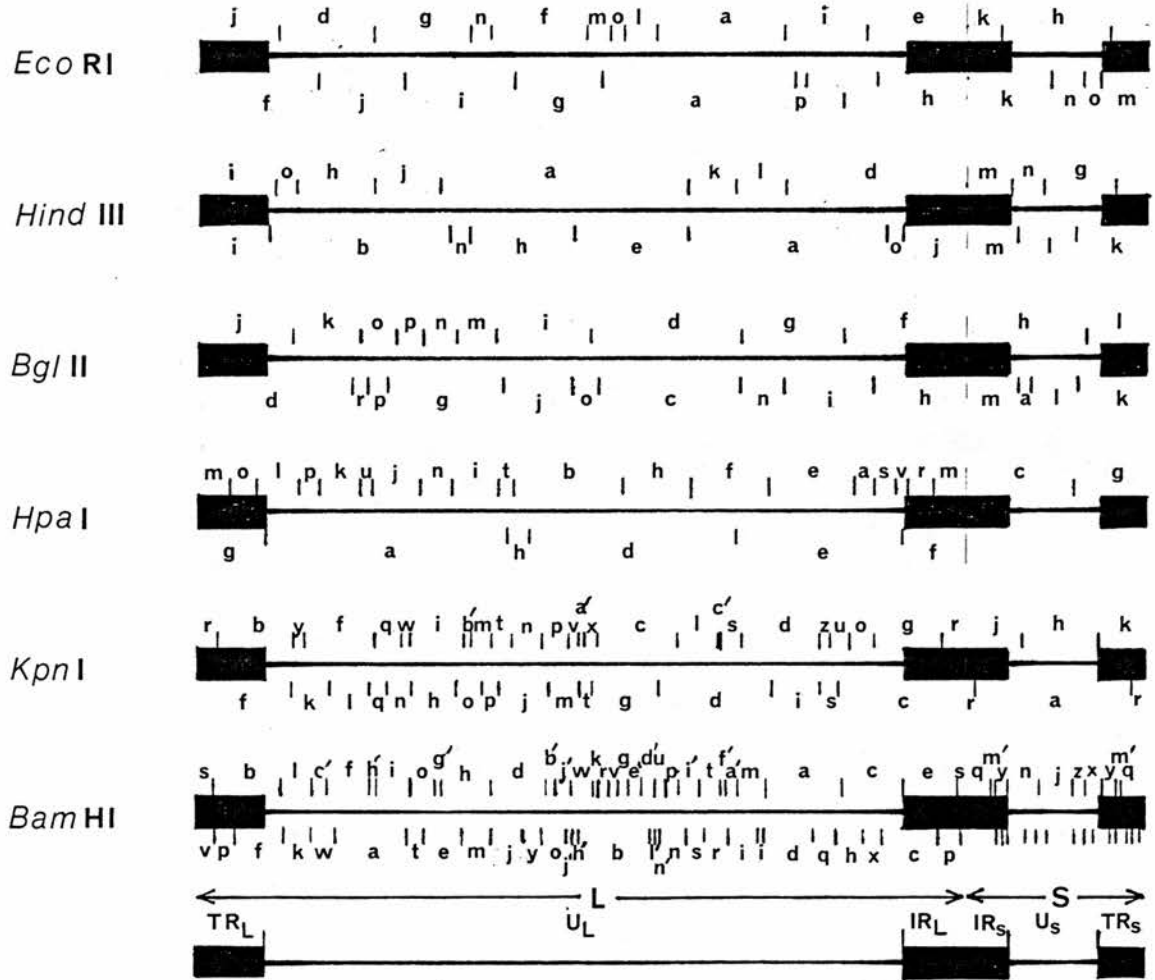 j d g n f m o l a i e k h
Eco RI
f j i g a p l h k n o m
i o h j a k l d m n g
Hind III
i b n h e a o j m l k
j k o p n m i d g f h l
Bgl II
d r p g j o c n i h m a l k
m o l p k u j n i t b h f e a s v r m c g
Hpa I
g a h d e f
a′ c′
r b y f q w i b′ m t n p v x c l s d z u o g r j h k
Kpn I
f k l q n h o p j m t g d i s c r a r
g′ b′ k g d′ u f′ m′ m′
s b l c′ f h′ i o h d j′ w r v e′ p i′ t a′ m a c e s q y n j z x y q
Bam HI
v p f k w a t e m j y o h′ b l′ n s r i i d q h x c p
j′ n′
L S
TRL UL IRL IRS US TRS